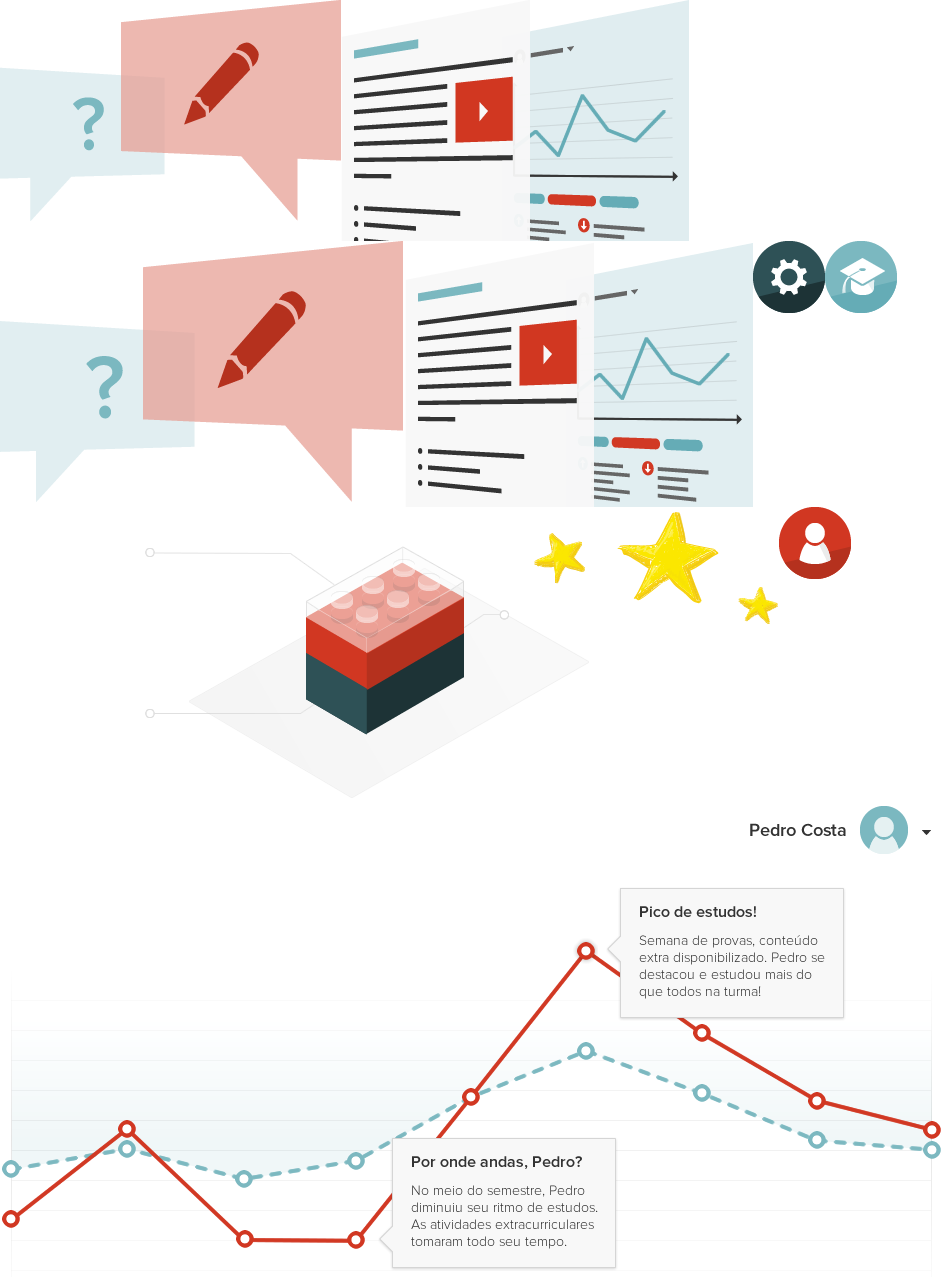 ?
?
Pedro Costa
Pico de estudos!
Semana de provas, conteúdo
extra disponibilizado. Pedro se
destacou e estudou mais do
que todos na turma!
Por onde andas, Pedro?
No meio do semestre, Pedro
diminuiu seu ritmo de estudos.
As atividades extracurriculares
tomaram todo seu tempo.